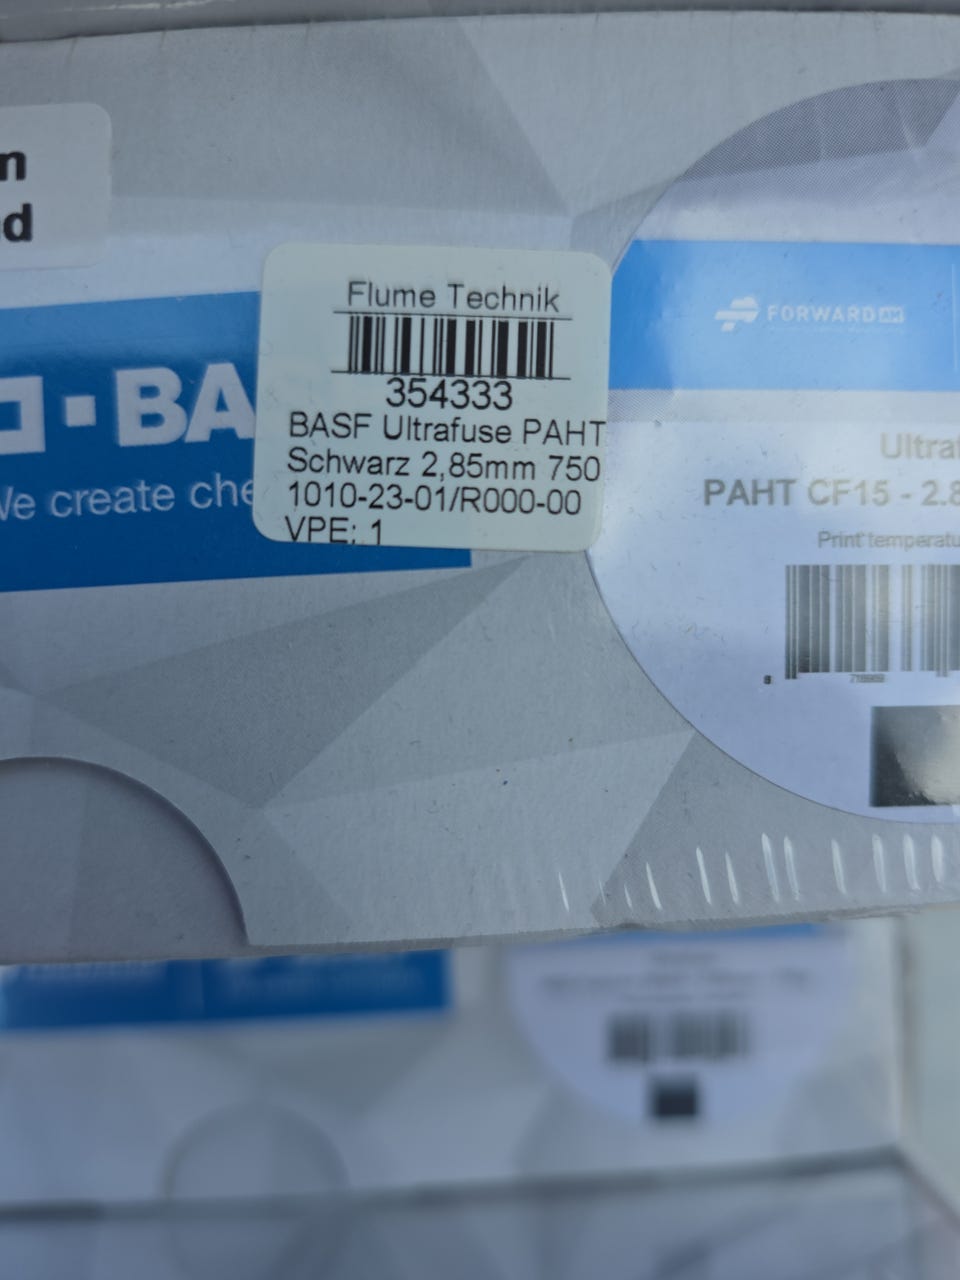 n
d
BA
We create che
Flume Technik
354333
BASF Ultrafuse PAHT
Schwarz 2,85mm 750
1010-23-01/R000-00
VPE: 1
FORWARD AM
Ultraf
PAHT CF15 - 2.8
Print temperatu